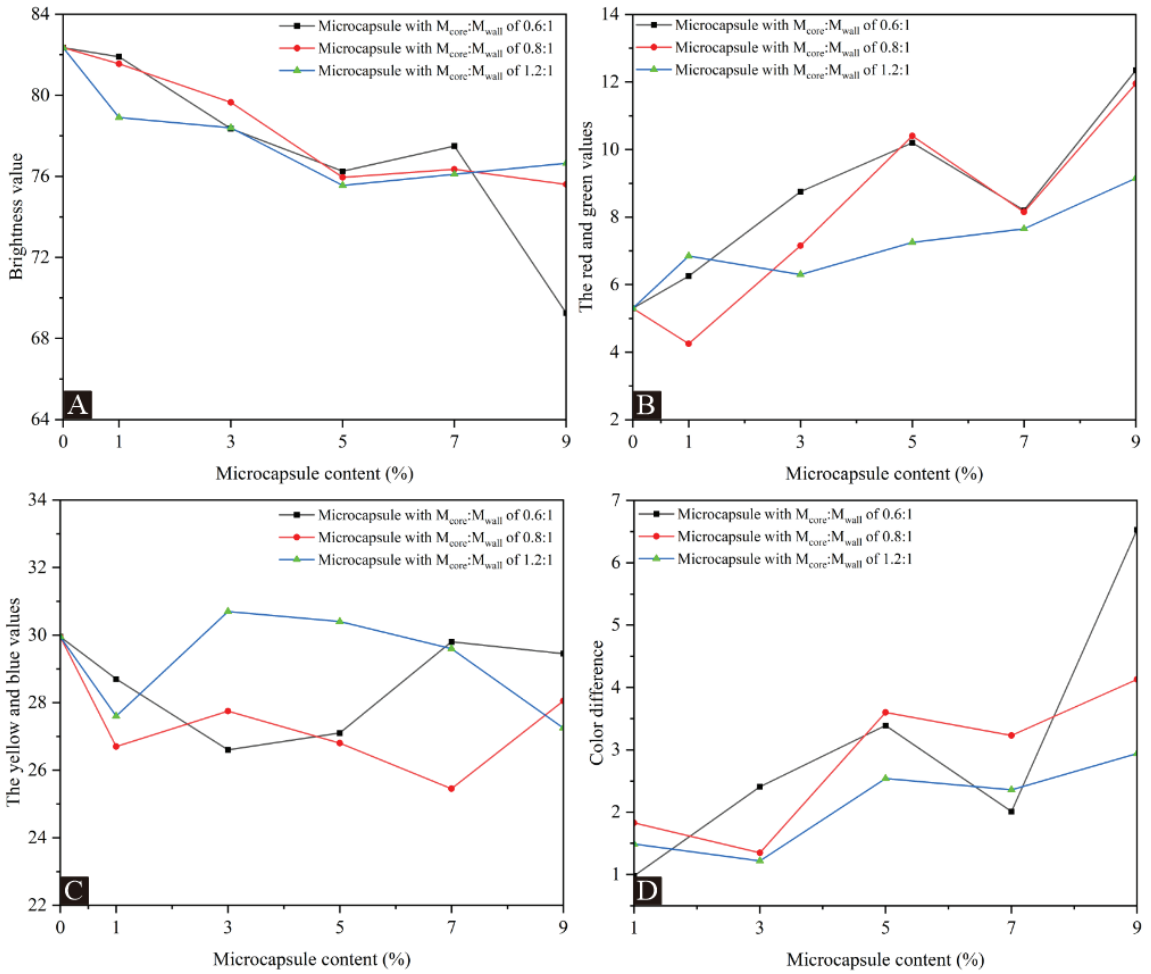 84
80
76
72
68
64
Brightness value
Microcapsule with Mcore:Mwall of 0.6:1
Microcapsule with Mcore:Mwall of 0.8:1
Microcapsule with Mcore:Mwall of 1.2:1
A
0 1 3 5 7 9
Microcapsule content (%)
14
12
10
8
6
4
2
The red and green values
Microcapsule with Mcore:Mwall of 0.6:1
Microcapsule with Mcore:Mwall of 0.8:1
Microcapsule with Mcore:Mwall of 1.2:1
B
0 1 3 5 7 9
Microcapsule content (%)
34
32
30
28
26
24
22
The yellow and blue values
Microcapsule with Mcore:Mwall of 0.6:1
Microcapsule with Mcore:Mwall of 0.8:1
Microcapsule with Mcore:Mwall of 1.2:1
C
0 1 3 5 7 9
Microcapsule content (%)
7
6
5
4
3
2
1
Color difference
Microcapsule with Mcore:Mwall of 0.6:1
Microcapsule with Mcore:Mwall of 0.8:1
Microcapsule with Mcore:Mwall of 1.2:1
D
1 3 5 7 9
Microcapsule content (%)